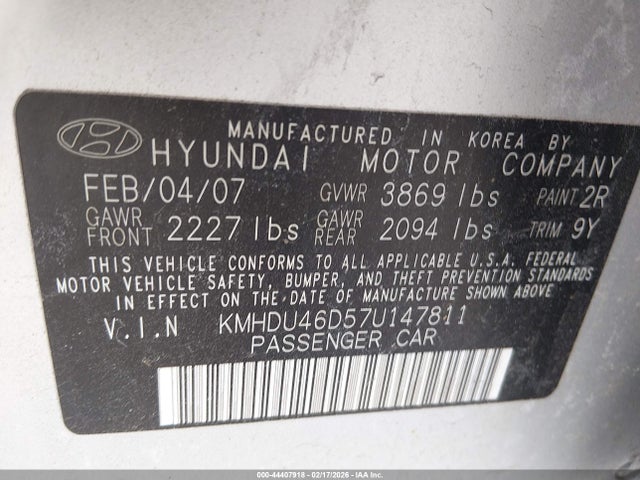 MANUFACTURED IN KOREA BY
HYUNDAI MOTOR COMPANY
FEB/04/07 GVWR 3869 lbs PAINT 2R
GAWR FRONT 2227 lbs GAWR REAR 2094 lbs TRIM 9Y
THIS VEHICLE CONFORMS TO ALL APPLICABLE U.S.A. FEDERAL
MOTOR VEHICLE SAFETY, BUMPER, AND THEFT PREVENTION STANDARDS
IN EFFECT ON THE DATE OF MANUFACTURE SHOWN ABOVE
V.I.N KMHDU46D57U147811
PASSENGER CAR
000-44407918 - 02/17/2026 - IAAI.COM